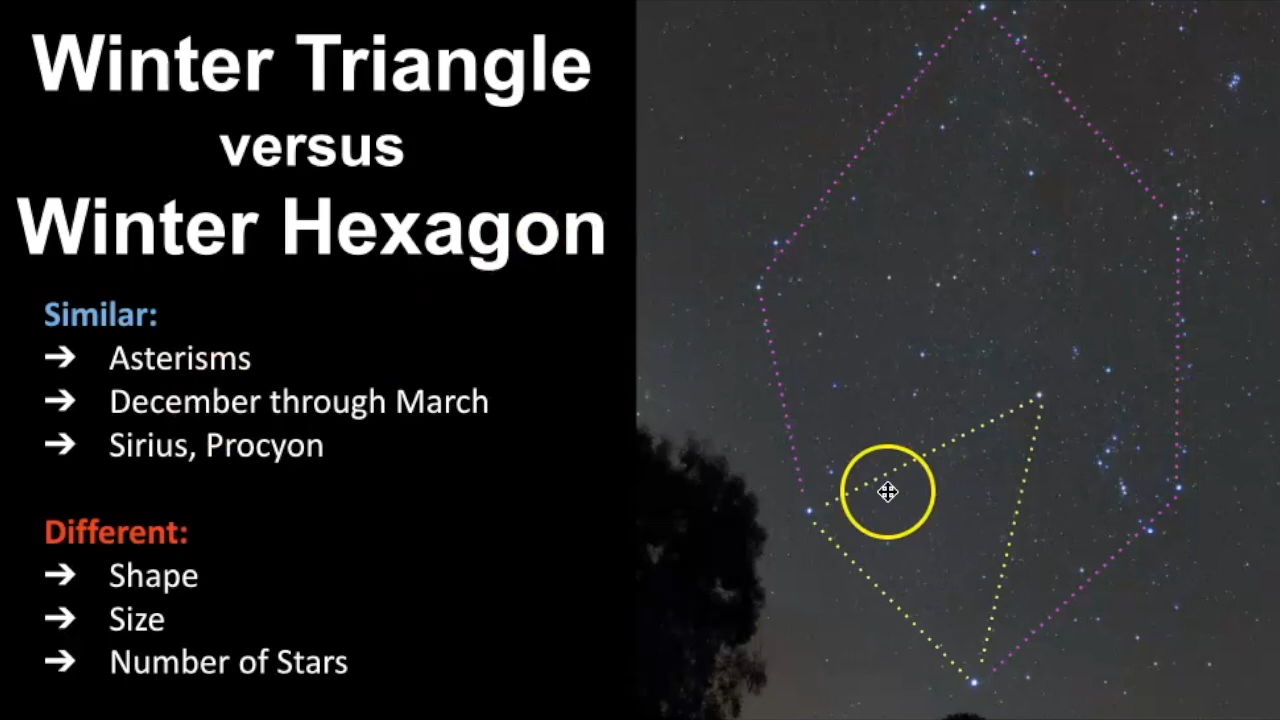 Winter Triangle
versus
Winter Hexagon
Similar:
➔ Asterisms
➔ December through March
➔ Sirius, Procyon
Different:
➔ Shape
➔ Size
➔ Number of Stars